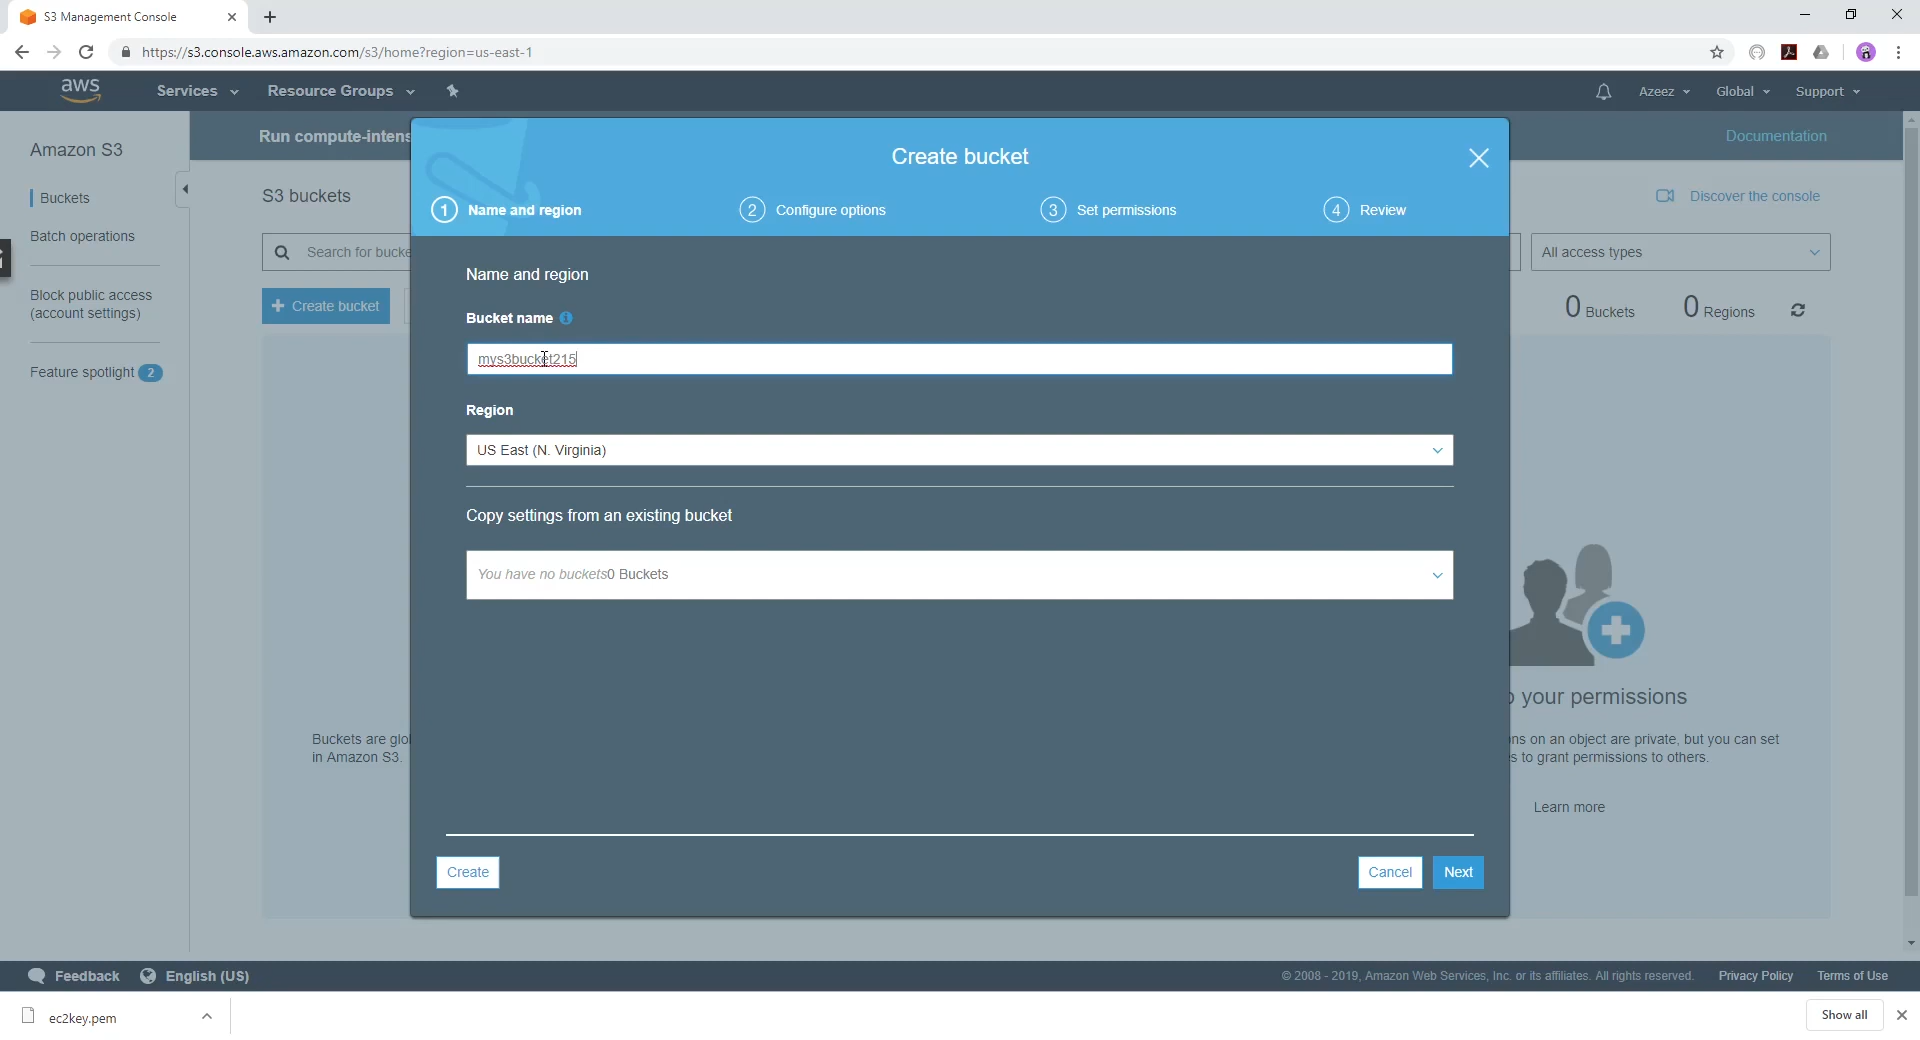 S3 Management Console
https://s3.console.aws.amazon.com/s3/home?region=us-east-1
aws
Services
Resource Groups
Azeez
Global
Support
Amazon S3
Buckets
Batch operations
Block public access
(account settings)
Feature spotlight 2
Run compute-intens
Documentation
S3 buckets
Discover the console
Search for bucke
All access types
+ Create bucket
0 Buckets
0 Regions
Create bucket
1 Name and region
2 Configure options
3 Set permissions
4 Review
Name and region
Bucket name
mys3bucket215
Region
US East (N. Virginia)
Copy settings from an existing bucket
You have no buckets0 Buckets
Buckets are glo
in Amazon S3.
your permissions
ns on an object are private, but you can set
s to grant permissions to others.
Learn more
Create
Cancel
Next
Feedback
English (US)
© 2008 - 2019, Amazon Web Services, Inc. or its affiliates. All rights reserved.
Privacy Policy
Terms of Use
ec2key.pem
Show all